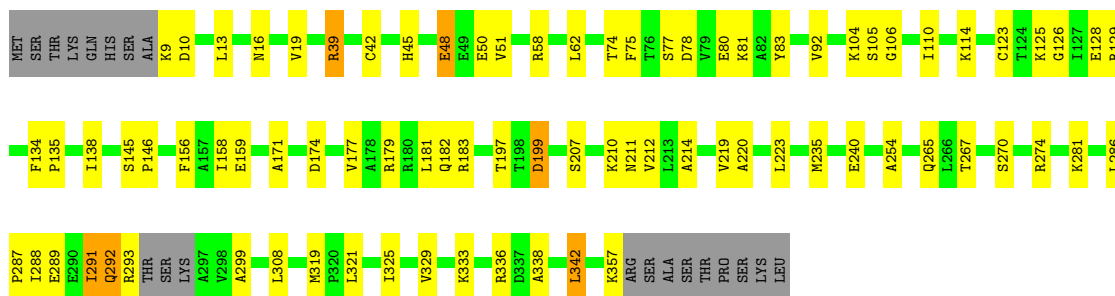 MET SER THR LYS GLN HIS SER ALA K9 D10 L13 N16 V19 R39 C42 H45 E48 E49 E50 V51 R58 L62 T74 F75 T76 S77 D78 V79 E80 K81 A82 Y83 V92 K104 S105 G106 I110 K114 C123 T124 K125 G126 I127 E128
F134 P135 I138 S145 P146 F156 A157 I158 E159 A171 D174 V177 A178 R179 R180 L181 Q182 R183 T197 T198 D199 S207 K210 N211 V212 L213 A214 V219 A220 L223 M235 E240 A254 Q265 L266 T267 S270 R274 K281
P287 I288 E289 E290 I291 Q292 R293 THR SER LYS A297 V298 A299 L308 M319 P320 L321 I325 V329 K333 R336 D337 A338 L342 K357 ARG SER ALA SER THR PRO SER LYS LEU